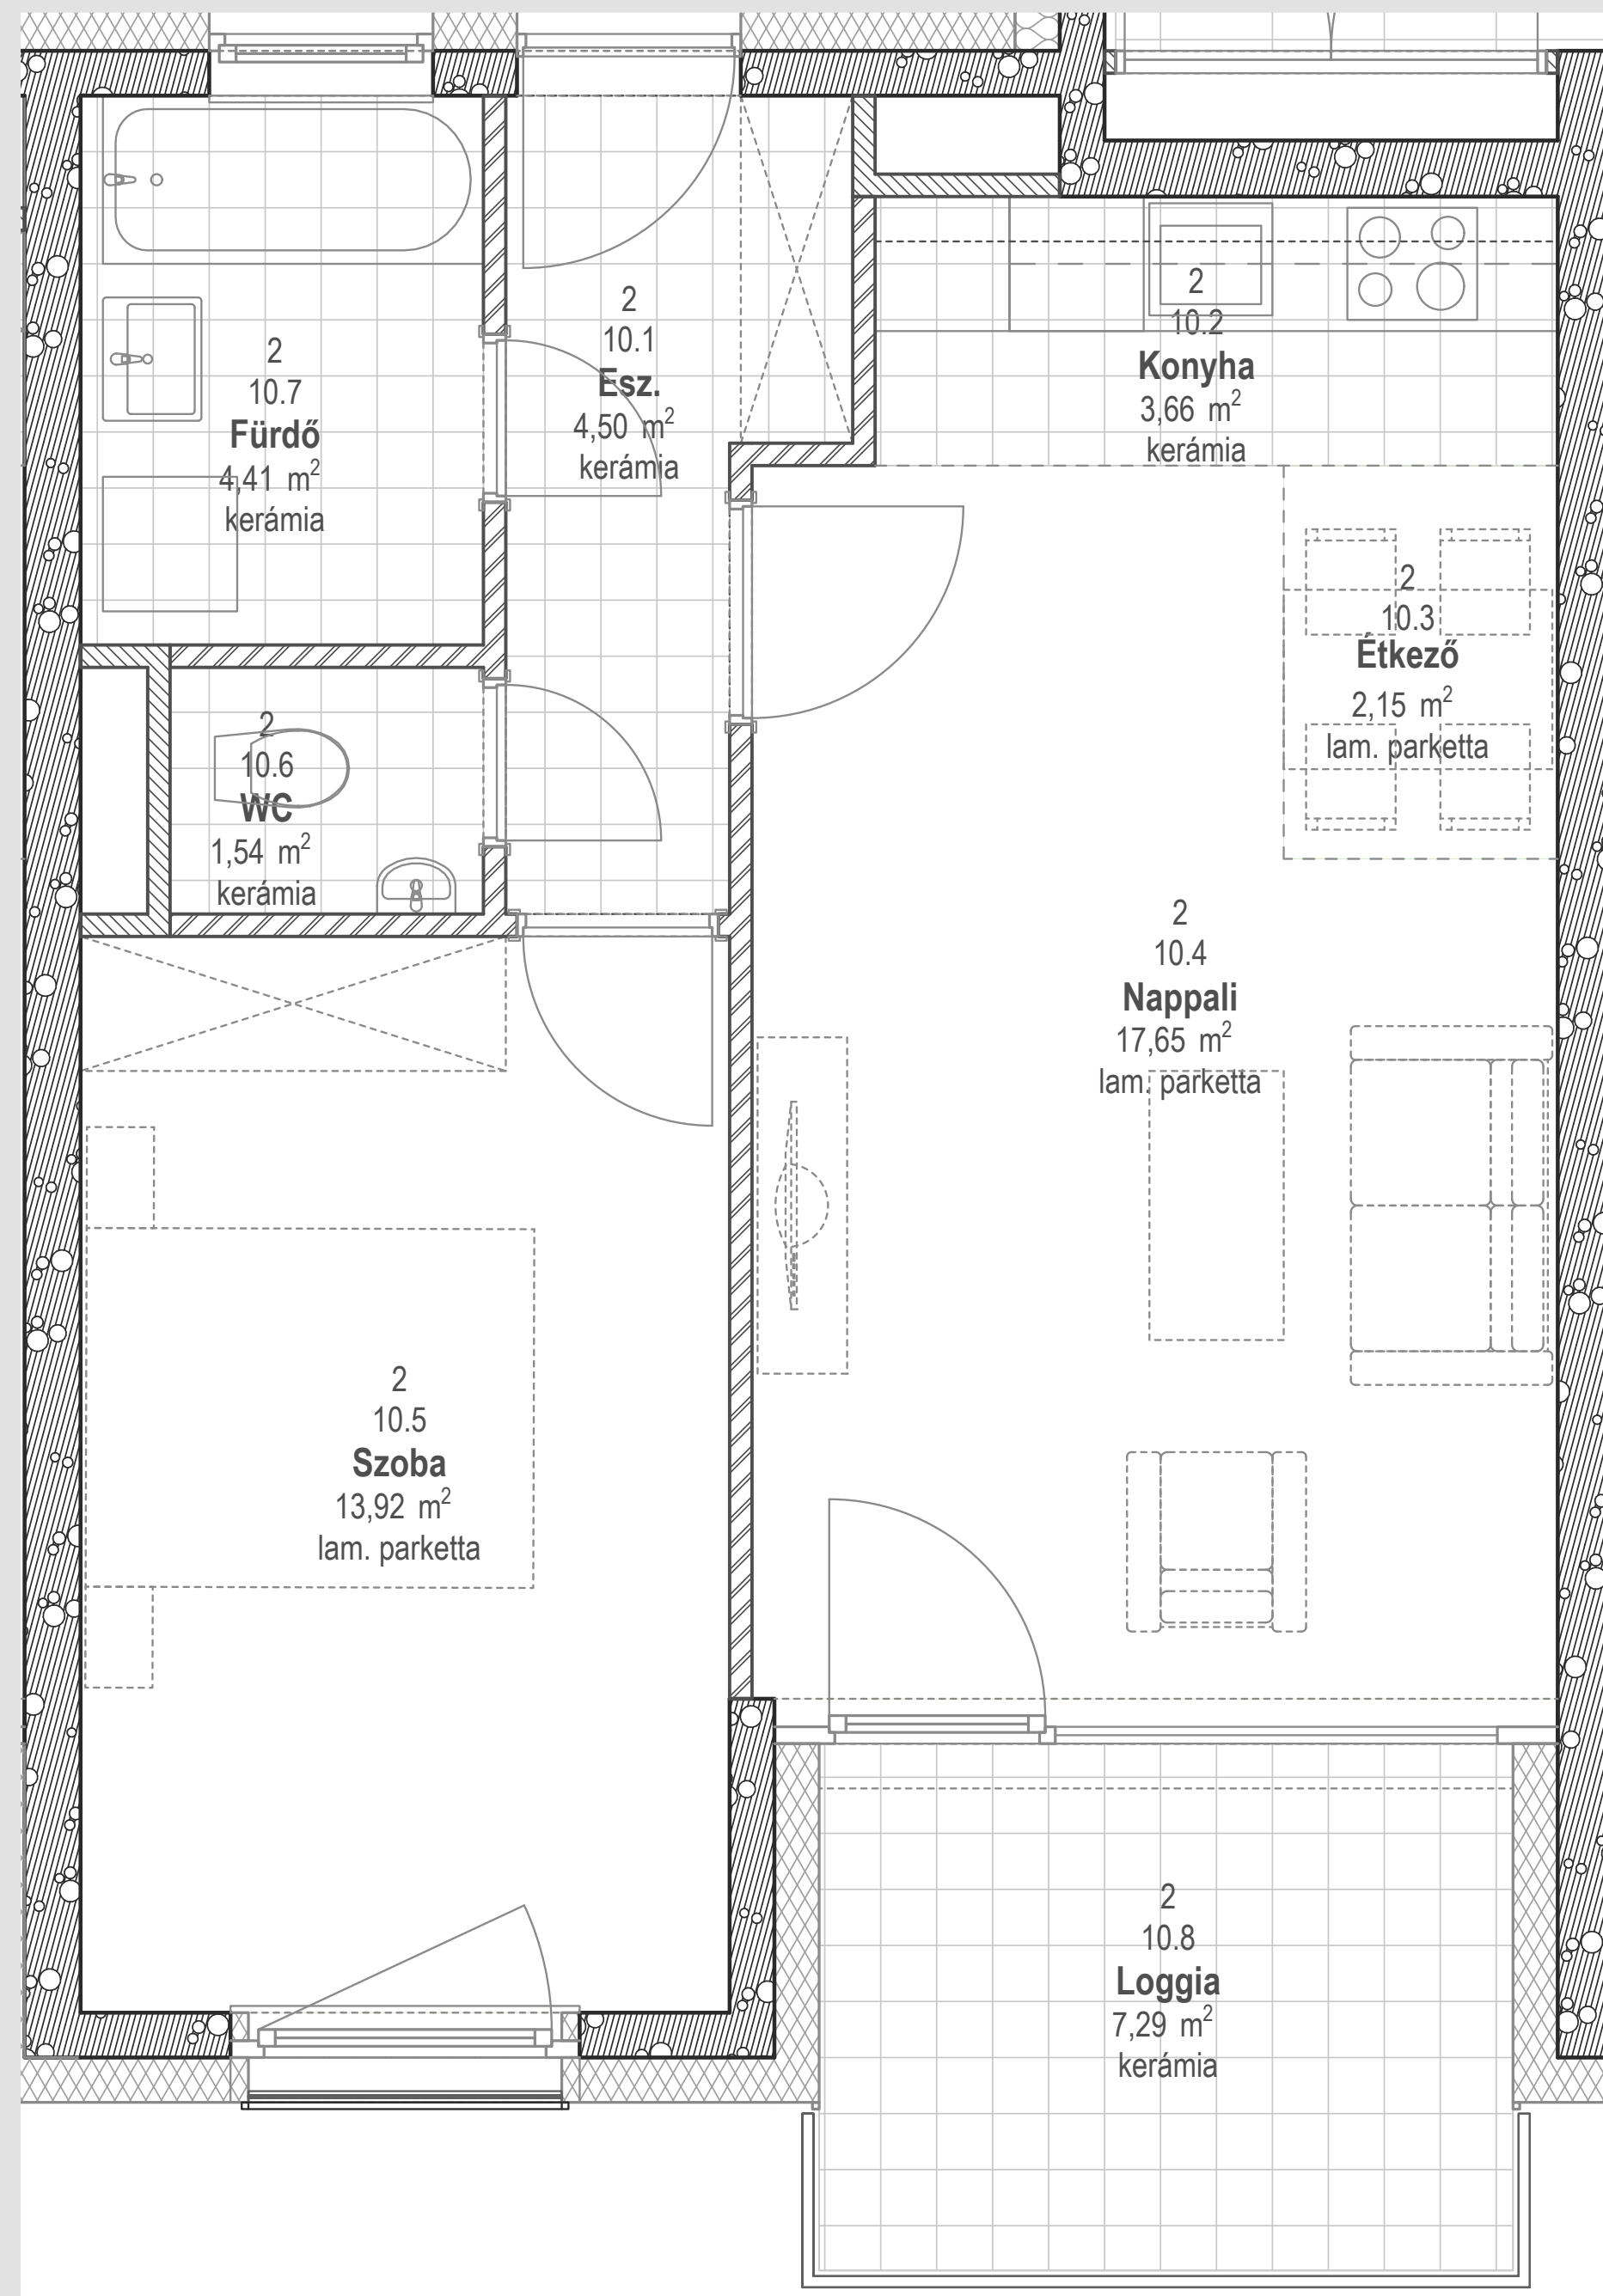 2
10.1
Esz.
4,50 m²
kerámia
2
10.2
Konyha
3,66 m²
kerámia
2
10.7
Fürdő
4,41 m²
kerámia
2
10.3
Étkező
2,15 m²
lam. parketta
2
10.6
WC
1,54 m²
kerámia
2
10.4
Nappali
17,65 m²
lam. parketta
2
10.5
Szoba
13,92 m²
lam. parketta
2
10.8
Loggia
7,29 m²
kerámia